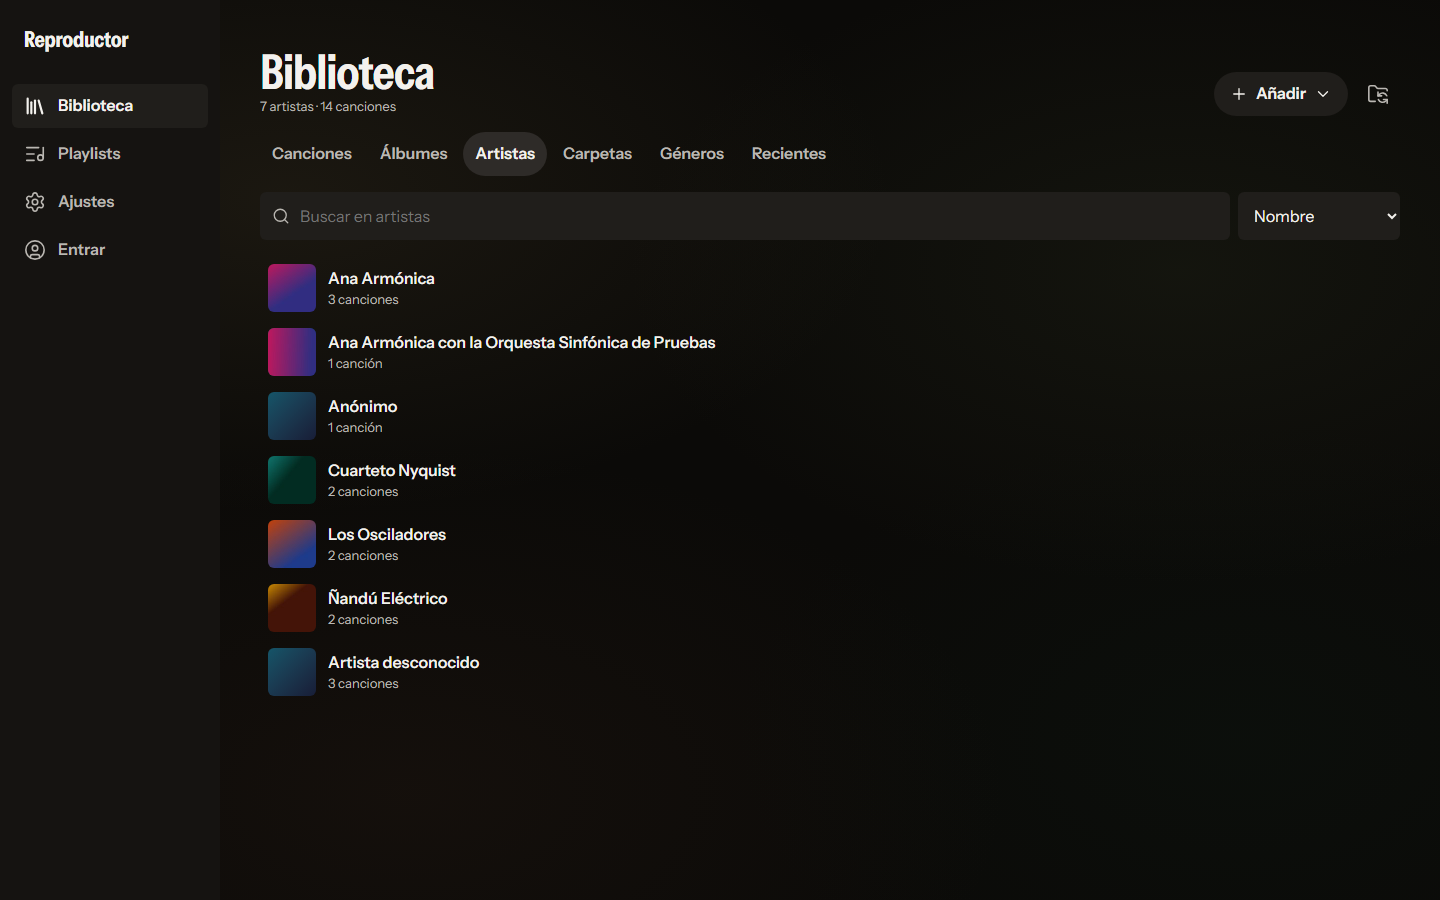 Reproductor
Biblioteca
Playlists
Ajustes
Entrar
Biblioteca
7 artistas · 14 canciones
Añadir
Canciones Álbumes Artistas Carpetas Géneros Recientes
Buscar en artistas
Nombre
Ana Armónica
3 canciones
Ana Armónica con la Orquesta Sinfónica de Pruebas
1 canción
Anónimo
1 canción
Cuarteto Nyquist
2 canciones
Los Osciladores
2 canciones
Ñandú Eléctrico
2 canciones
Artista desconocido
3 canciones